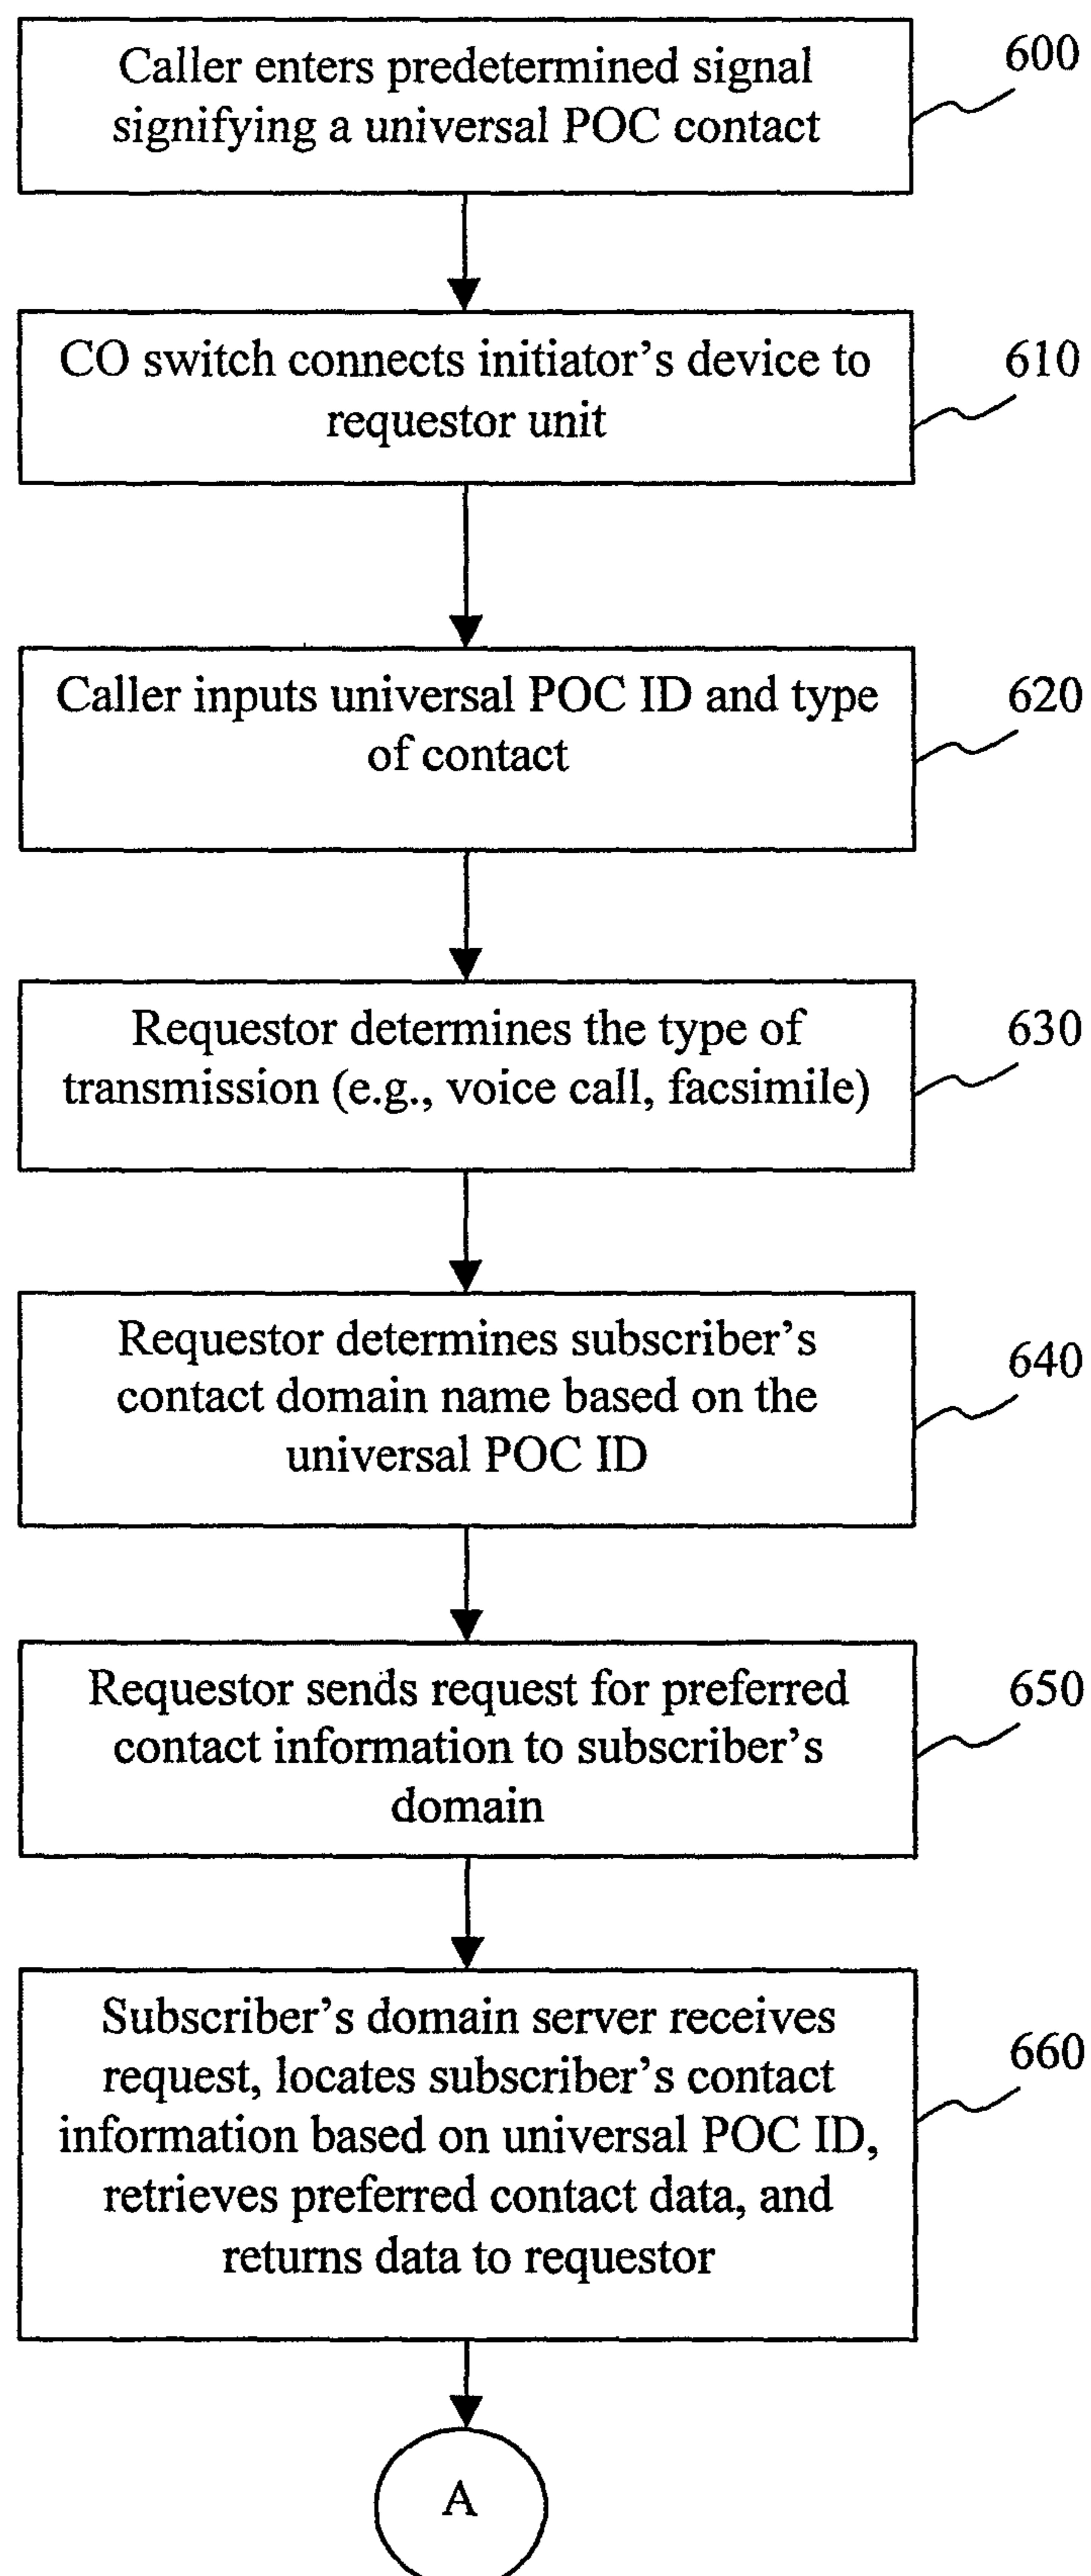 Caller enters predetermined signal
signifying a universal POC contact
600
CO switch connects initiator's device to
requestor unit
610
Caller inputs universal POC ID and type
of contact
620
Requestor determines the type of
transmission (e.g., voice call, facsimile)
630
Requestor determines subscriber's
contact domain name based on the
universal POC ID
640
Requestor sends request for preferred
contact information to subscriber's
domain
650
Subscriber's domain server receives
request, locates subscriber's contact
information based on universal POC ID,
retrieves preferred contact data, and
returns data to requestor
660
A